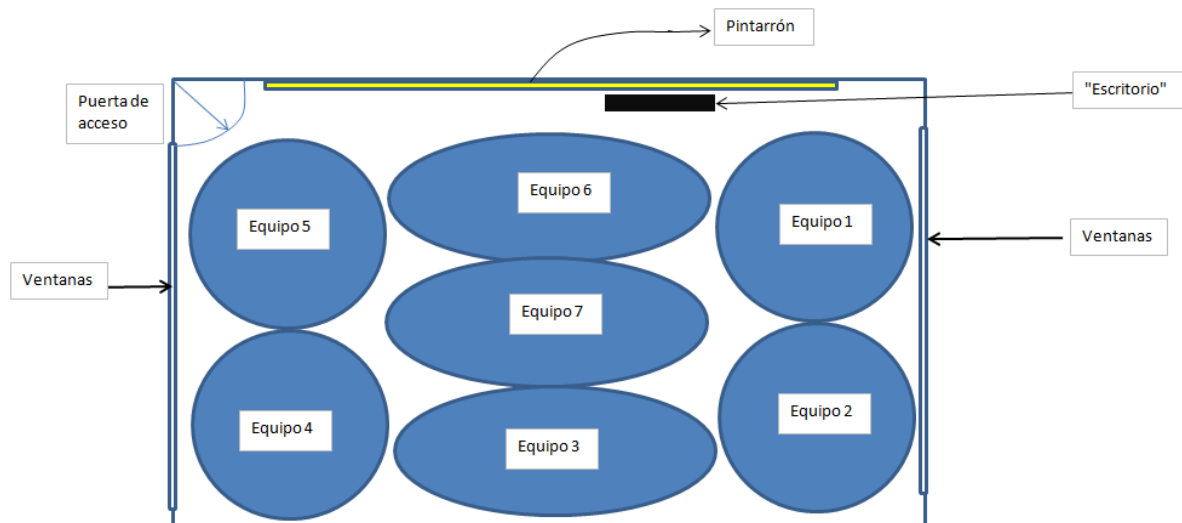 Pintarrón
Puerta de
acceso
"Escritorio"
Equipo 6
Equipo 5
Equipo 1
Ventanas
Ventanas
Equipo 7
Equipo 4
Equipo 2
Equipo 3